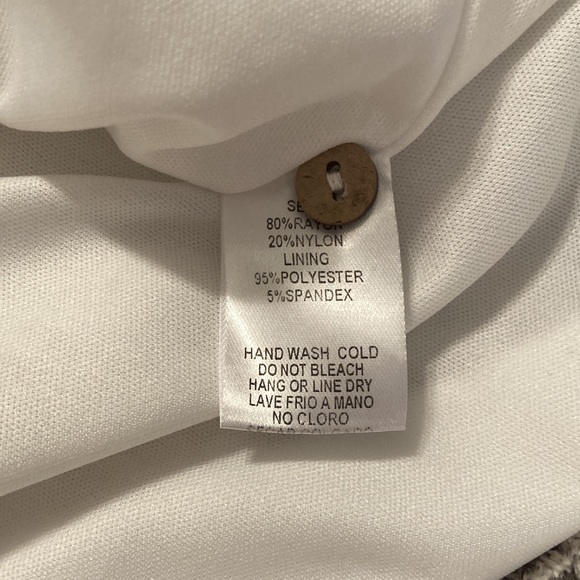 80%RAYON
20%NYLON
LINING
95%POLYESTER
5%SPANDEX
HAND WASH COLD
DO NOT BLEACH
HANG OR LINE DRY
LAVE FRIO A MANO
NO CLORO